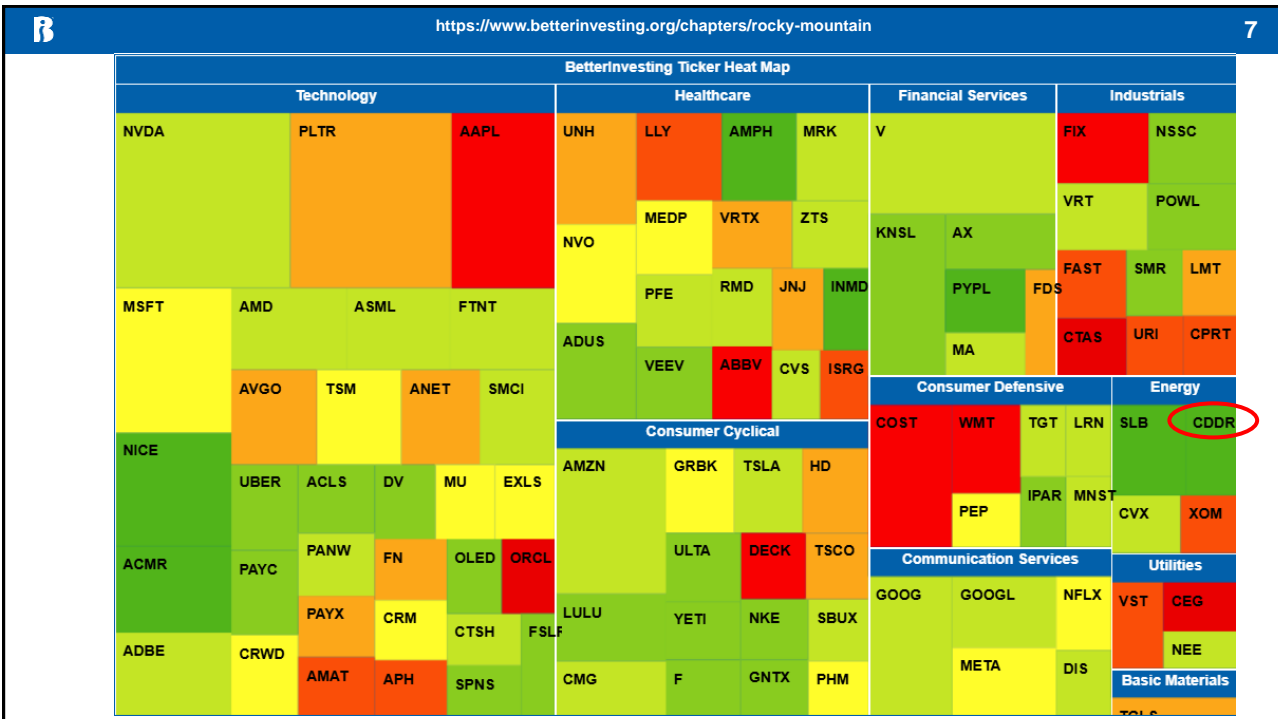 https://www.betterinvesting.org/chapters/rocky-mountain
7
BetterInvesting Ticker Heat Map
Technology
NVDA
PLTR
AAPL
MSFT
AMD
ASML
FTNT
AVGO
TSM
ANET
SMCI
NICE
UBER
ACLS
DV
MU
EXLS
ACMR
PAYC
PANW
FN
OLED
ORCL
PAYX
CRM
CTSH
FSLF
ADBE
CRWD
AMAT
APH
SPNS
Healthcare
UNH
LLY
AMPH
MRK
NVO
MEDP
VRTX
ZTS
PFE
RMD
JNJ
INMD
ADUS
VEEV
ABBV
CVS
ISRG
Consumer Cyclical
AMZN
GRBK
TSLA
HD
ULTA
DECK
TSCO
LULU
YETI
NKE
SBUX
CMG
F
GNTX
PHM
Financial Services
V
KNSL
AX
PYPL
FDS
MA
Industrials
FIX
NSSC
VRT
POWL
FAST
SMR
LMT
CTAS
URI
CPRT
Consumer Defensive
COST
WMT
TGT
LRN
PEP
IPAR
MNST
Energy
SLB
CDDR
CVX
XOM
Communication Services
GOOG
GOOGL
NFLX
META
DIS
Utilities
VST
CEG
NEE
Basic Materials